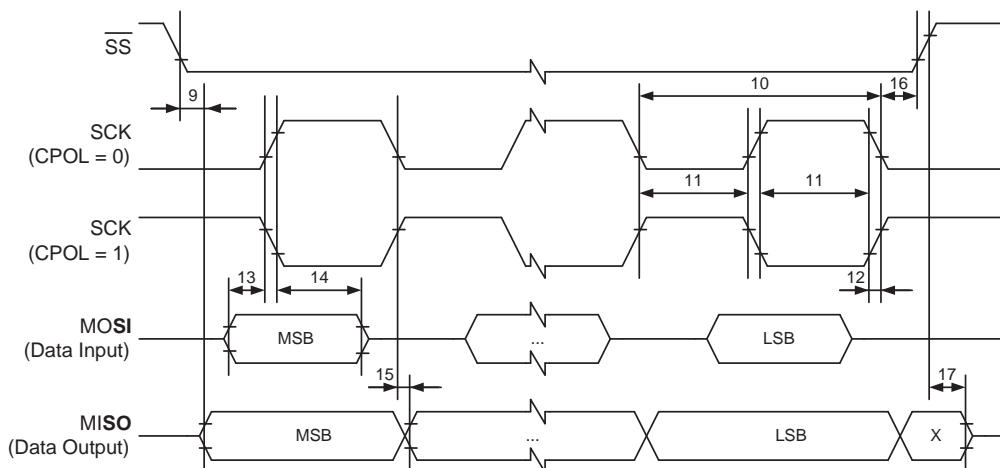 SS
9
10
16
SCK
(CPOL = 0)
11
11
SCK
(CPOL = 1)
13
14
12
MOSI
(Data Input)
MSB
...
LSB
15
17
MISO
(Data Output)
MSB
...
LSB
X